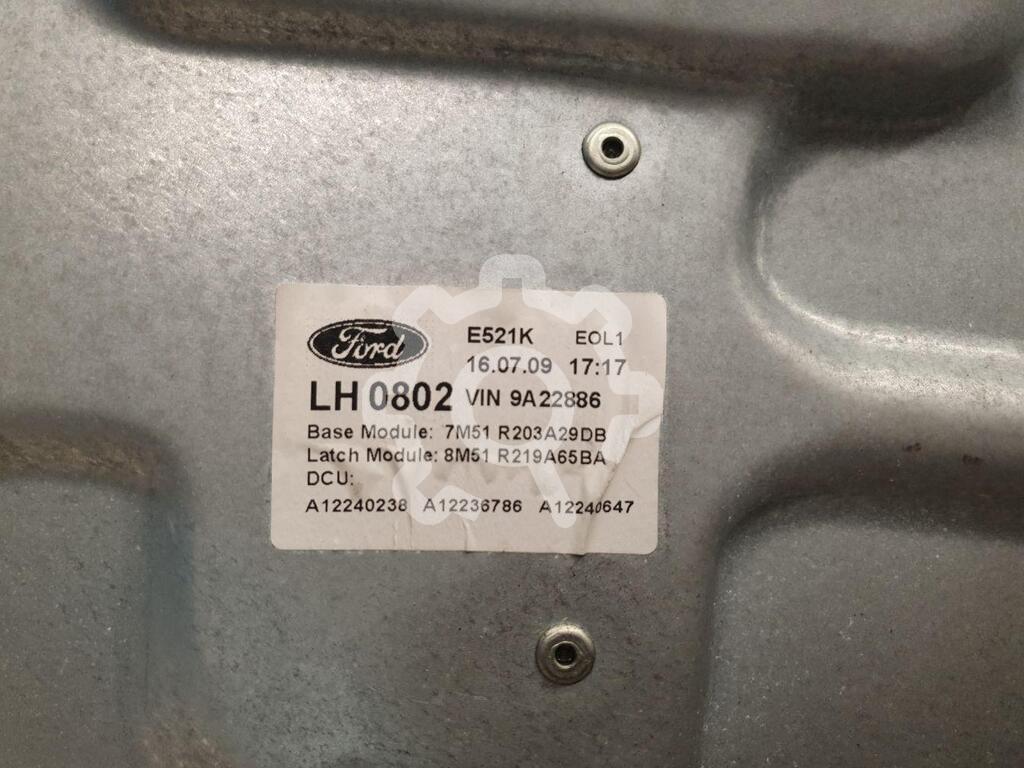 Ford E521K EOL1
16.07.09 17:17
LH 0802 VIN 9A22886
Base Module: 7M51 R203A29DB
Latch Module: 8M51 R219A65BA
DCU:
A12240238 A12236786 A12240647